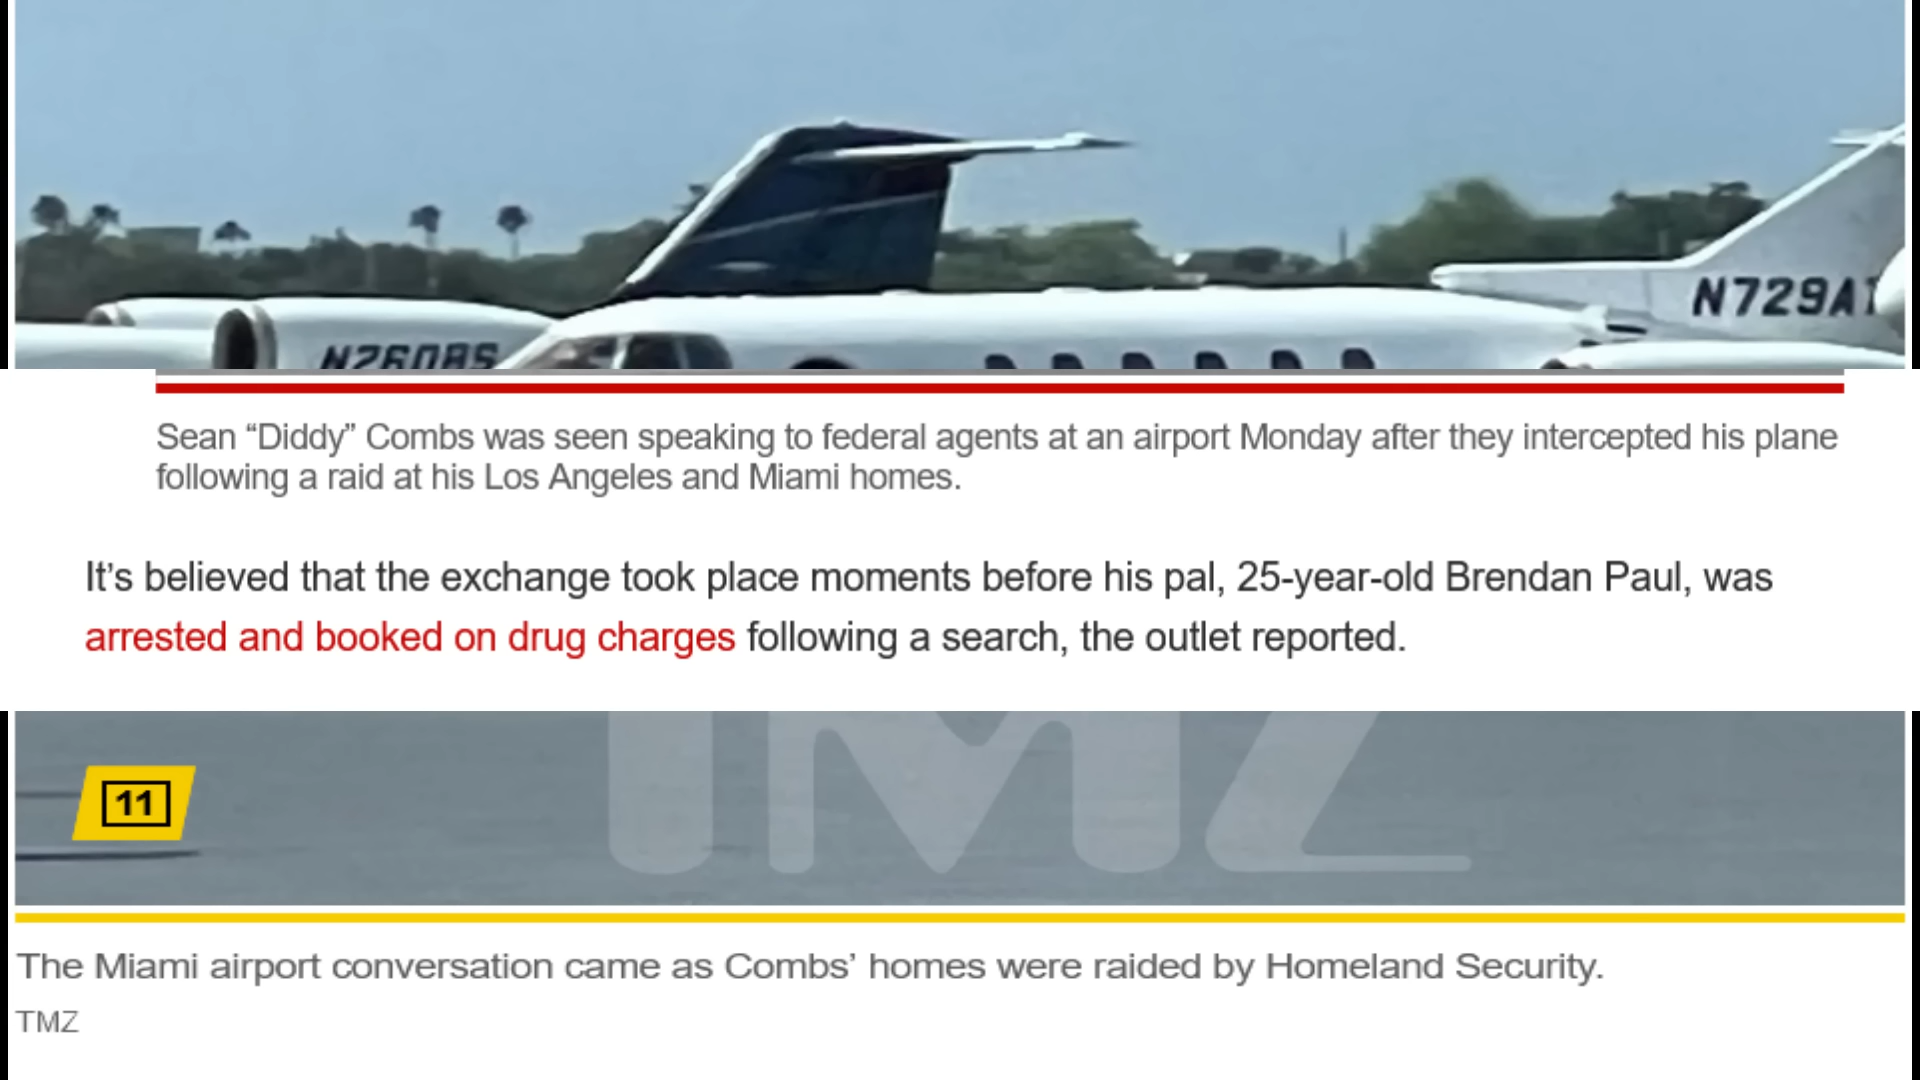 N729A
N260BS
Sean “Diddy” Combs was seen speaking to federal agents at an airport Monday after they intercepted his plane
following a raid at his Los Angeles and Miami homes.
It’s believed that the exchange took place moments before his pal, 25-year-old Brendan Paul, was
arrested and booked on drug charges following a search, the outlet reported.
TMZ
11
The Miami airport conversation came as Combs’ homes were raided by Homeland Security.
TMZ